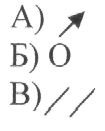 А) ↗
Б) О
В) //